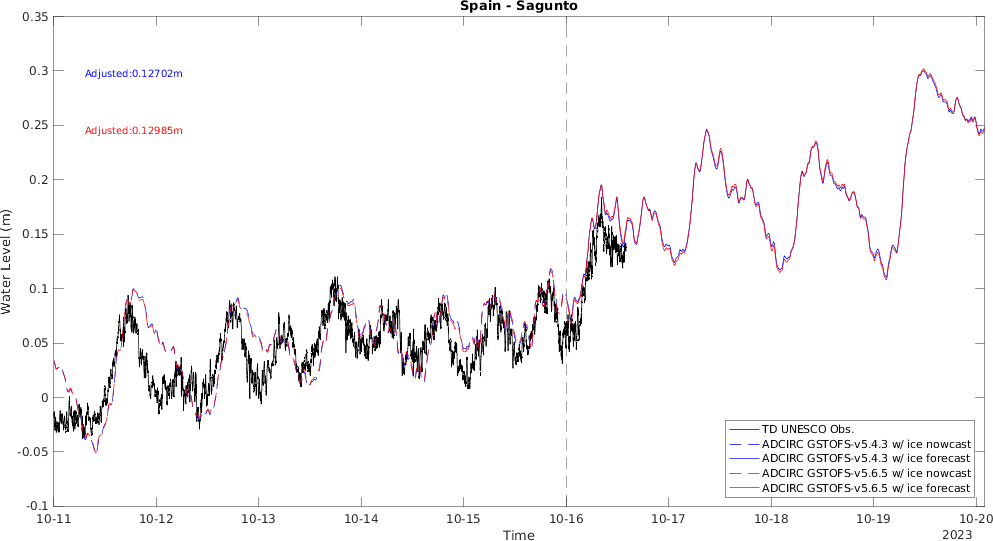 Spain - Sagunto
0.35
0.3
0.25
0.2
0.15
0.1
0.05
0
-0.05
-0.1
Water Level (m)
Adjusted:0.12702m
Adjusted:0.12985m
TD UNESCO Obs.
ADCIRC GSTOFS-v5.4.3 w/ ice nowcast
ADCIRC GSTOFS-v5.4.3 w/ ice forecast
ADCIRC GSTOFS-v5.6.5 w/ ice nowcast
ADCIRC GSTOFS-v5.6.5 w/ ice forecast
10-11 10-12 10-13 10-14 10-15 10-16 10-17 10-18 10-19 10-20
Time
2023